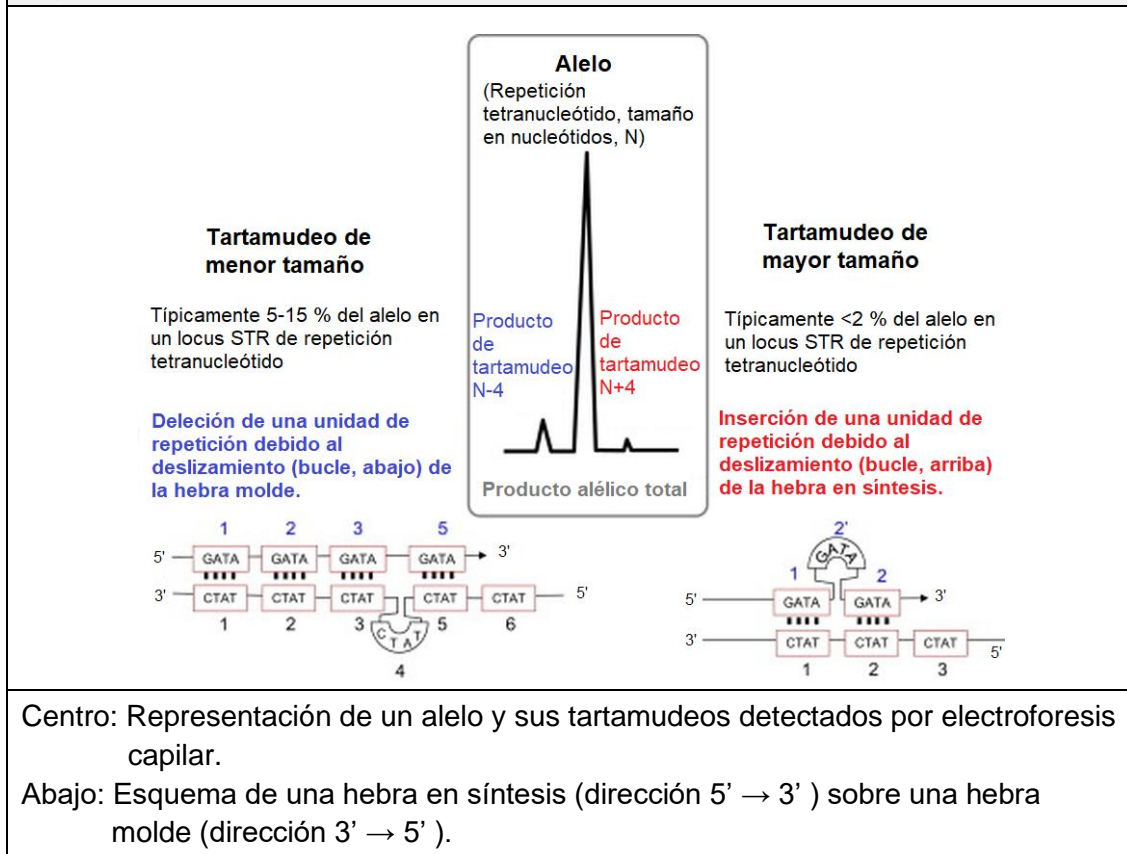 Alelo
(Repetición
tetranucleótido, tamaño
en nucleótidos, N)
Tartamudeo de
menor tamaño
Típicamente 5-15 % del alelo en
un locus STR de repetición
tetranucleótido
Deleción de una unidad de
repetición debido al
deslizamiento (bucle, abajo) de
la hebra molde.
Producto
de
tartamudeo
N-4
Producto
de
tartamudeo
N+4
Producto alélico total
Tartamudeo de
mayor tamaño
Típicamente <2 % del alelo en
un locus STR de repetición
tetranucleótido
Inserción de una unidad de
repetición debido al
deslizamiento (bucle, arriba)
de la hebra en síntesis.
1 2 3 5
5' GATA GATA GATA GATA 3'
3' CTAT CTAT CTAT CTAT CTAT 5'
1 2 3 CTAT 5 6
4
2'
GATA
1 2
5' GATA GATA 3'
3' CTAT CTAT CTAT 5'
1 2 3
Centro: Representación de un alelo y sus tartamudeos detectados por electroforesis
capilar.
Abajo: Esquema de una hebra en síntesis (dirección 5’ → 3’ ) sobre una hebra
molde (dirección 3’ → 5’ ).